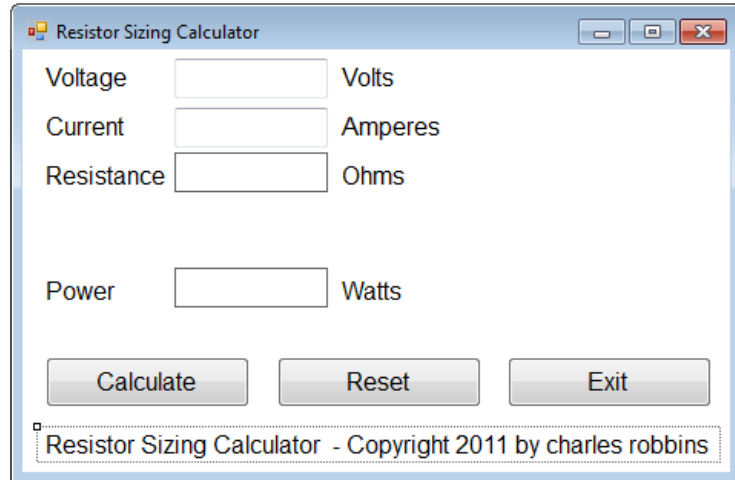 Resistor Sizing Calculator
Voltage Volts
Current Amperes
Resistance Ohms
Power Watts
Calculate Reset Exit
Resistor Sizing Calculator - Copyright 2011 by charles robbins